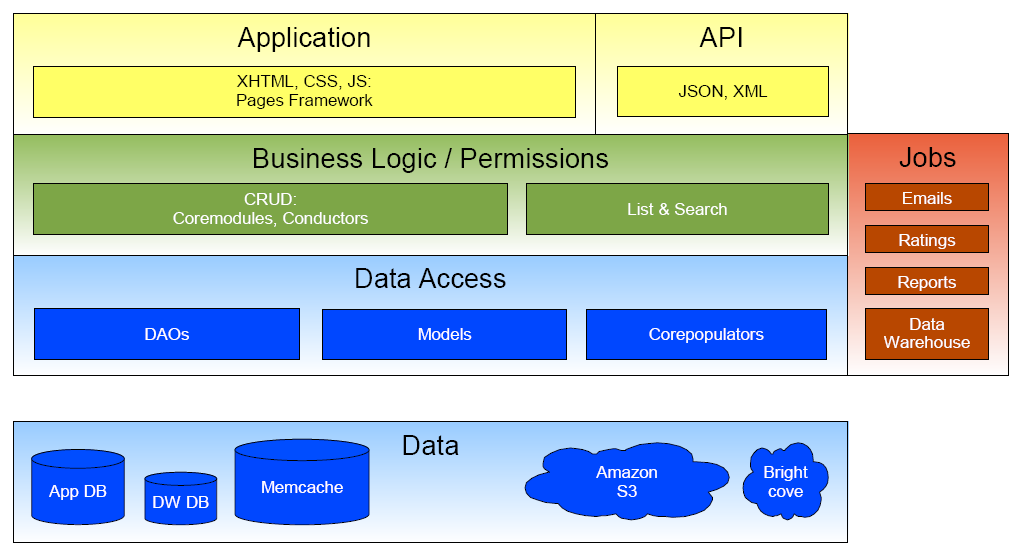 Application
XHTML, CSS, JS:
Pages Framework
API
JSON, XML
Business Logic / Permissions
CRUD:
Coremodules, Conductors
List & Search
Jobs
Emails
Ratings
Reports
Data
Warehouse
Data Access
DAOs
Models
Corepopulators
Data
App DB
DW DB
Memcache
Amazon
S3
Bright
cove